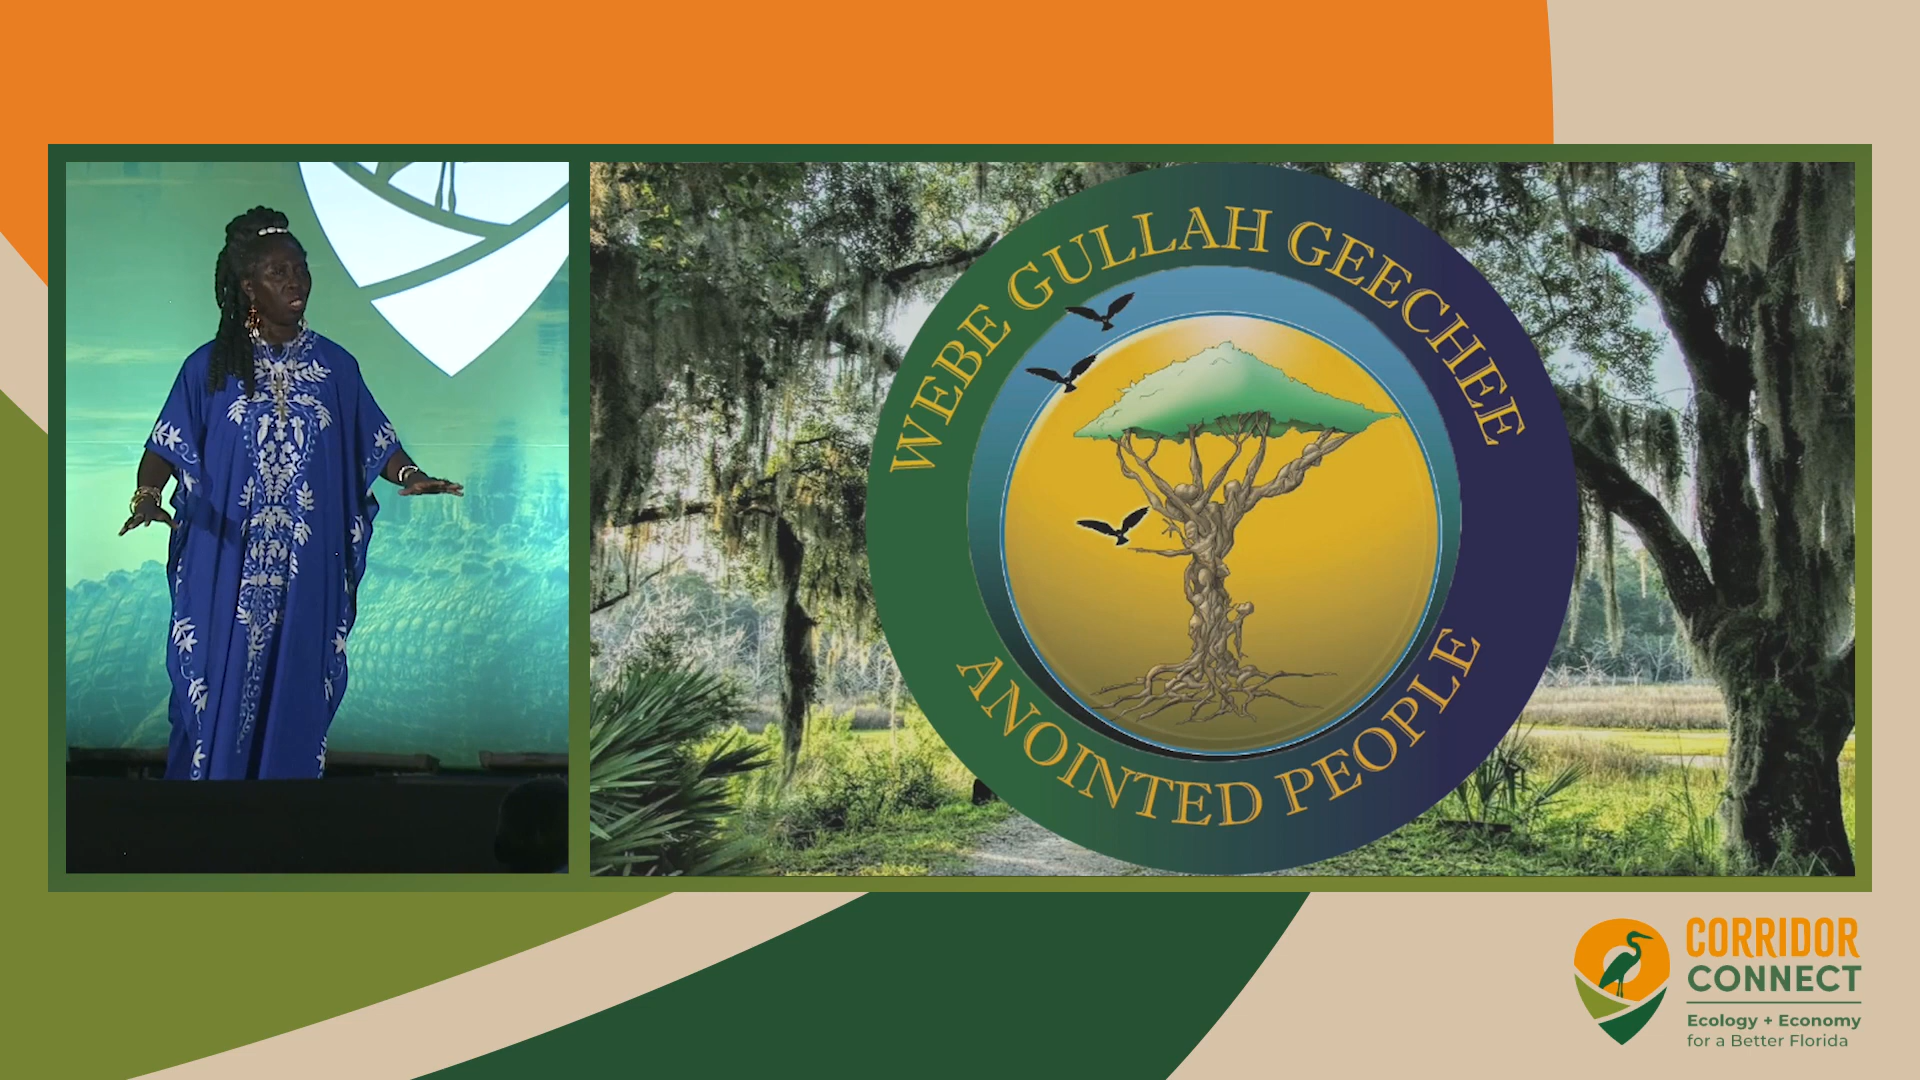 WEBE GULLAH GEECHEE
ANOINTED PEOPLE
CORRIDOR
CONNECT
Ecology + Economy
for a Better Florida